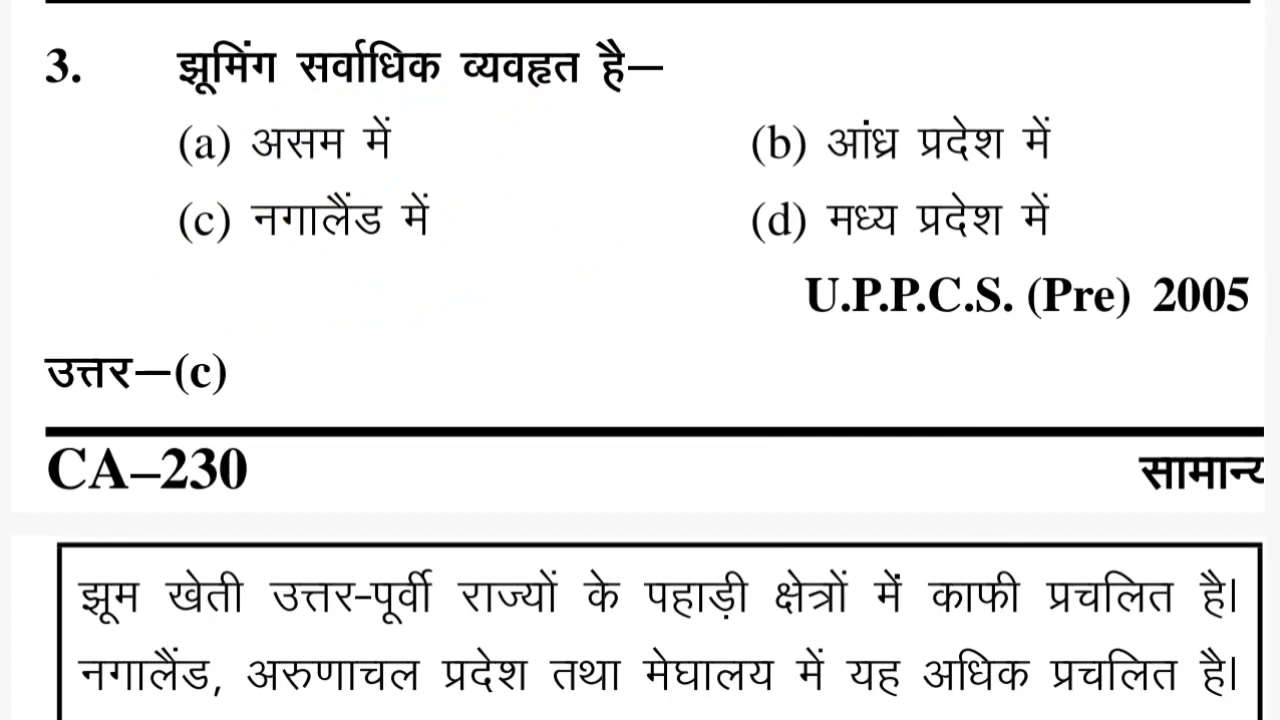 3. झूमिंग सर्वाधिक व्यवहृत है—
(a) असम में (b) आंध्र प्रदेश में
(c) नगालैंड में (d) मध्य प्रदेश में
U.P.P.C.S. (Pre) 2005
उत्तर—(c)
CA–230 सामान्य
झूम खेती उत्तर-पूर्वी राज्यों के पहाड़ी क्षेत्रों में काफी प्रचलित है।
नगालैंड, अरुणाचल प्रदेश तथा मेघालय में यह अधिक प्रचलित है।